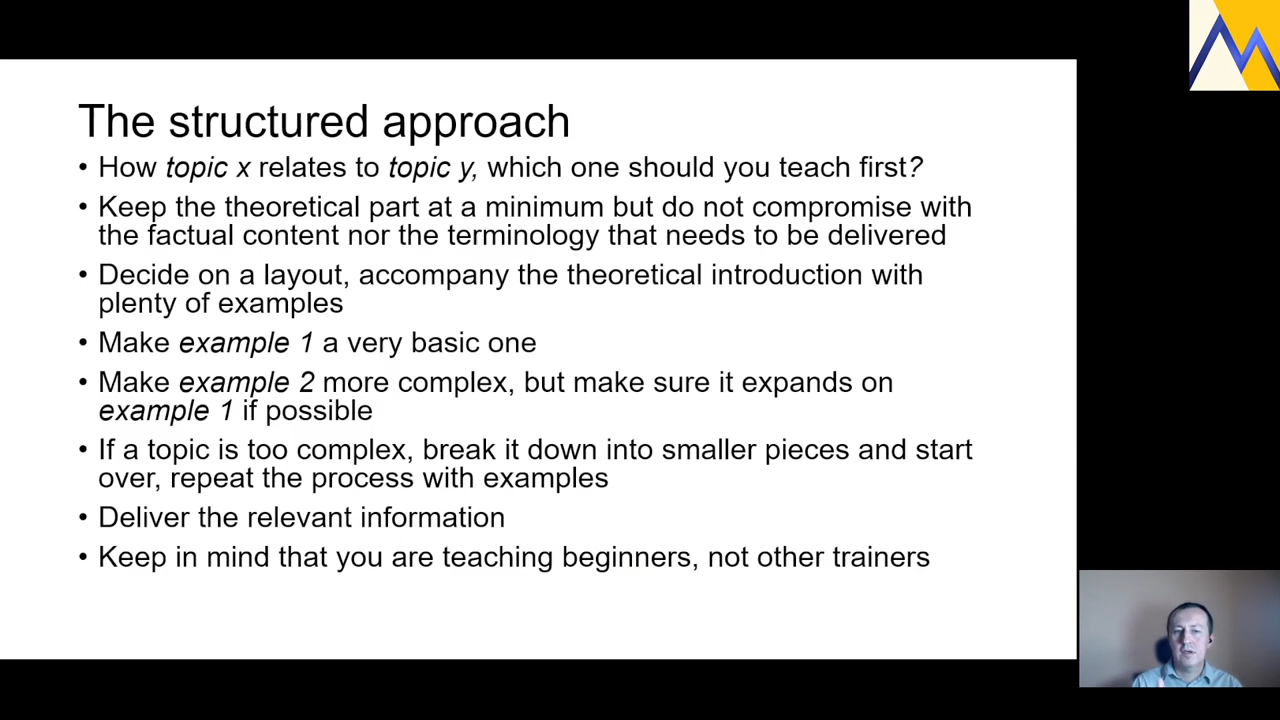 The structured approach
• How topic x relates to topic y, which one should you teach first?
• Keep the theoretical part at a minimum but do not compromise with
the factual content nor the terminology that needs to be delivered
• Decide on a layout, accompany the theoretical introduction with
plenty of examples
• Make example 1 a very basic one
• Make example 2 more complex, but make sure it expands on
example 1 if possible
• If a topic is too complex, break it down into smaller pieces and start
over, repeat the process with examples
• Deliver the relevant information
• Keep in mind that you are teaching beginners, not other trainers